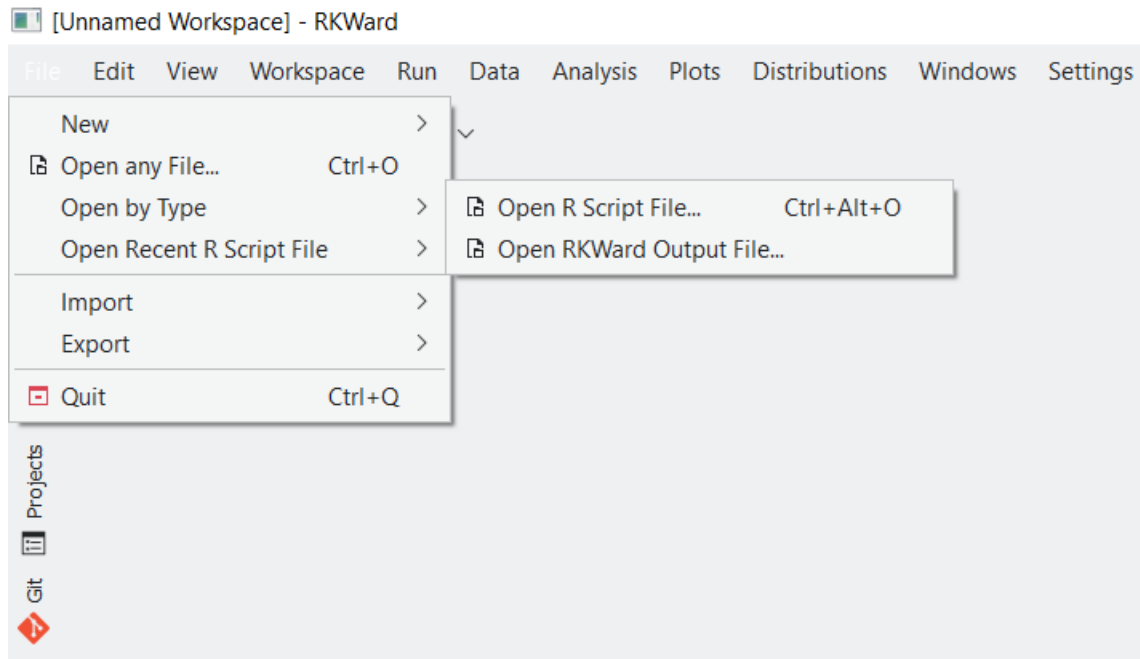 [Unnamed Workspace] - RKWard
File Edit View Workspace Run Data Analysis Plots Distributions Windows Settings
New
Open any File... Ctrl+O
Open by Type
Open Recent R Script File
Import
Export
Quit Ctrl+Q
Open R Script File... Ctrl+Alt+O
Open RKWard Output File...
Projects
Git